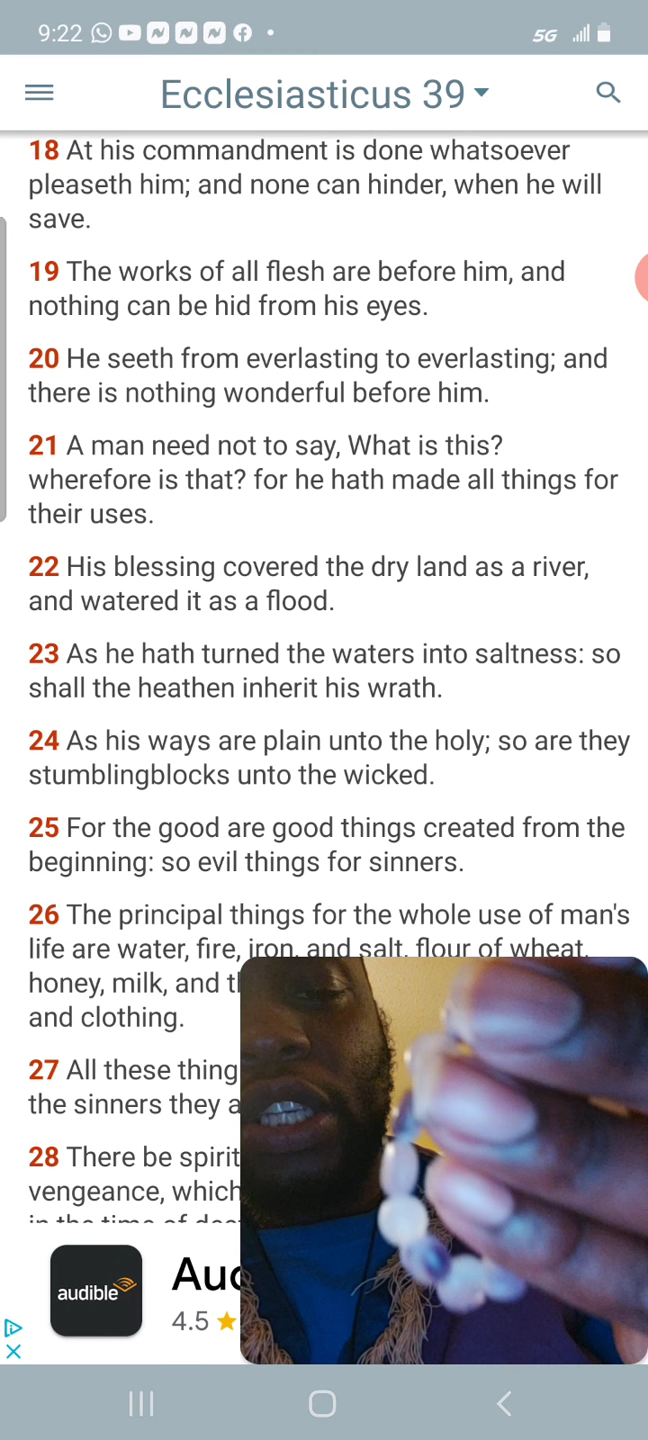 9:22
5G
Ecclesiasticus 39
18 At his commandment is done whatsoever
pleaseth him; and none can hinder, when he will
save.
19 The works of all flesh are before him, and
nothing can be hid from his eyes.
20 He seeth from everlasting to everlasting; and
there is nothing wonderful before him.
21 A man need not to say, What is this?
wherefore is that? for he hath made all things for
their uses.
22 His blessing covered the dry land as a river,
and watered it as a flood.
23 As he hath turned the waters into saltness: so
shall the heathen inherit his wrath.
24 As his ways are plain unto the holy; so are they
stumblingblocks unto the wicked.
25 For the good are good things created from the
beginning: so evil things for sinners.
26 The principal things for the whole use of man's
life are water, fire, iron, and salt, flour of wheat,
honey, milk, and
and clothing.
27 All these thing
the sinners they
28 There be spirit
vengeance, which
in the time of
audible
4.5